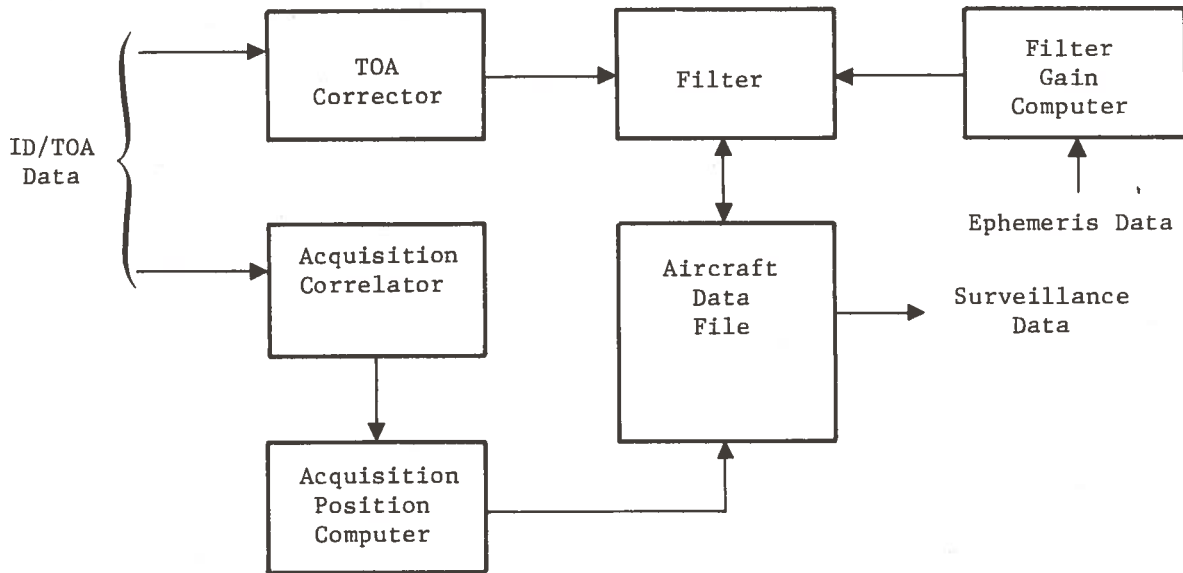 TOA
Corrector
Filter
Filter
Gain
Computer
ID/TOA
Data
Ephemeris Data
Acquisition
Correlator
Aircraft
Data
File
Surveillance
Data
Acquisition
Position
Computer